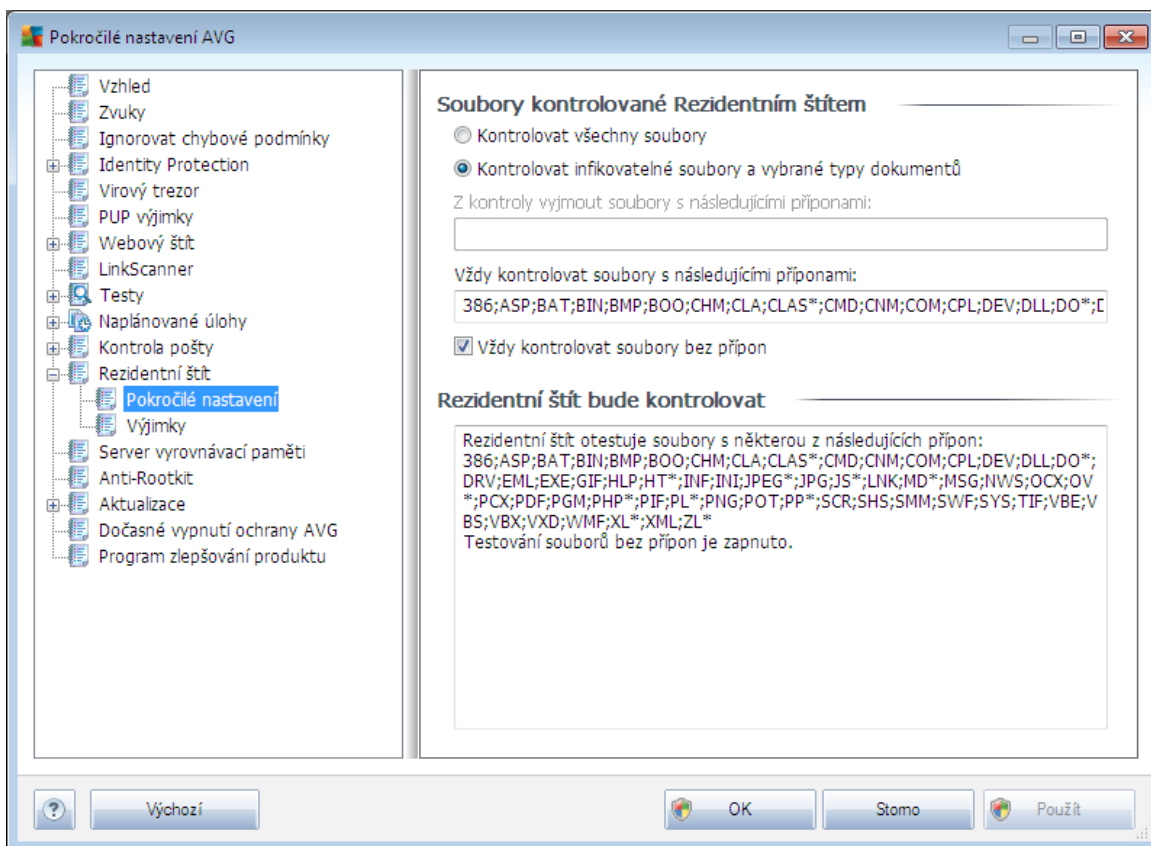 Pokročilé nastavení AVG
Vzhled
Zvuky
Ignorovat chybové podmínky
Identity Protection
Virový trezor
PUP výjimky
Webový štít
LinkScanner
Testy
Naplánované úlohy
Kontrola pošty
Rezidentní štít
Pokročilé nastavení
Výjimky
Server vyrovnávací paměti
Anti-Rootkit
Aktualizace
Dočasné vypnutí ochrany AVG
Program zlepšování produktu
Soubory kontrolované Rezidentním štítem
Kontrolovat všechny soubory
Kontrolovat infikovatelné soubory a vybrané typy dokumentů
Z kontroly vyjmout soubory s následujícími příponami:
Vždy kontrolovat soubory s následujícími příponami:
386;ASP;BAT;BIN;BMP;BOO;CHM;CLA;CLAS*;CMD;CNM;COM;CPL;DEV;DLL;DO*;D
Vždy kontrolovat soubory bez přípon
Rezidentní štít bude kontrolovat
Rezidentní štít otestuje soubory s některou z následujících přípon:
386;ASP;BAT;BIN;BMP;BOO;CHM;CLA;CLAS*;CMD;CNM;COM;CPL;DEV;DLL;DO*;
DRV;EML;EXE;GIF;HLP;HT*;INF;INI;JPEG*;JPG;JS*;LNK;MD*;MSG;NWS;OCX;OV
*;PCX;PDF;PGM;PHP*;PIF;PL*;PNG;POT;PP*;SCR;SHS;SMM;SWF;SYS;TIF;VBE;V
BS;VBX;VXD;WMF;XL*;XML;ZL*
Testování souborů bez přípon je zapnuto.
? Výchozí OK Stomo Použít